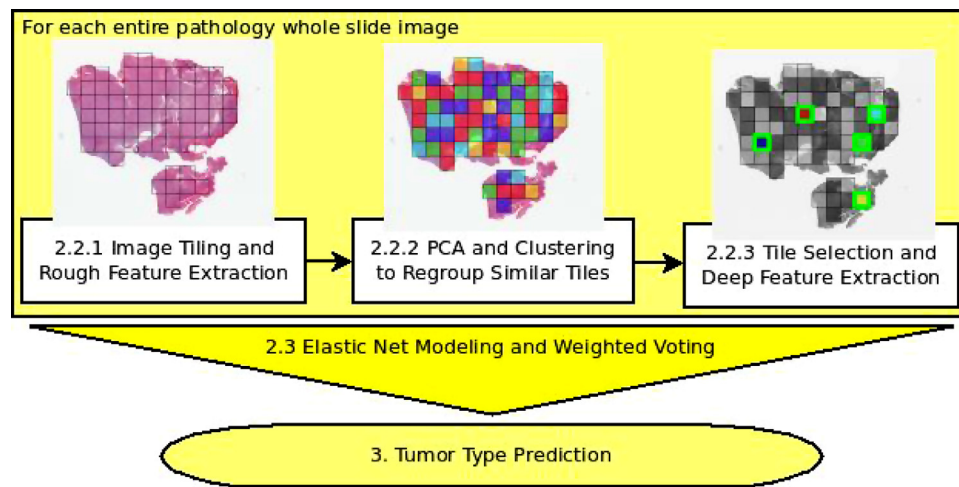 For each entire pathology whole slide image
2.2.1 Image Tiling and
Rough Feature Extraction
2.2.2 PCA and Clustering
to Regroup Similar Tiles
2.2.3 Tile Selection and
Deep Feature Extraction
2.3 Elastic Net Modeling and Weighted Voting
3. Tumor Type Prediction